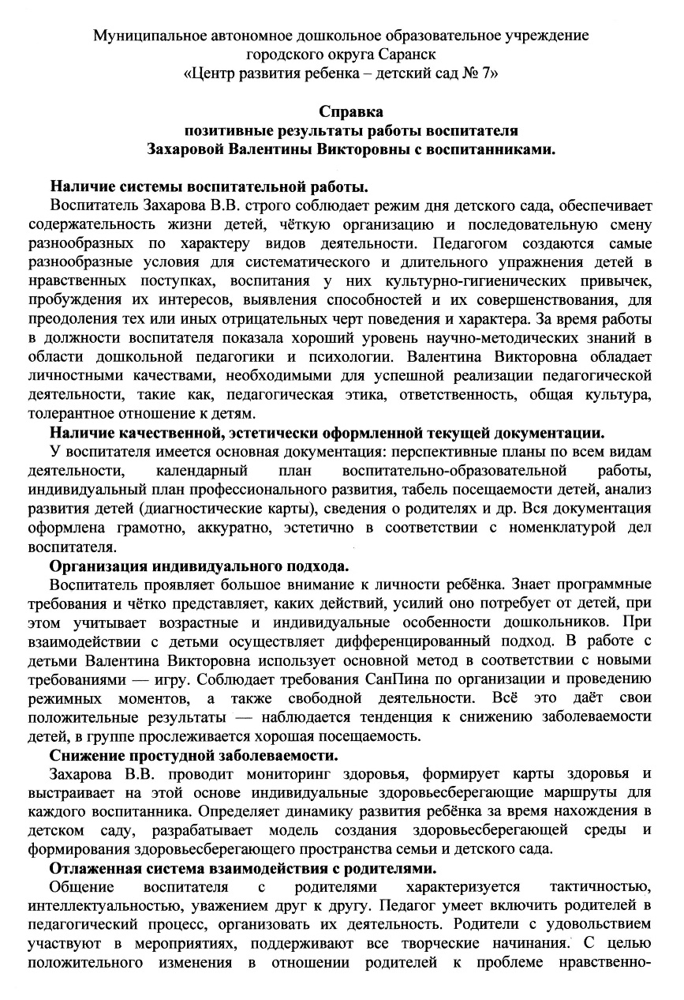 Муниципальное автономное дошкольное образовательное учреждение
городского округа Саранск
«Центр развития ребенка – детский сад № 7»
Справка
позитивные результаты работы воспитателя
Захаровой Валентины Викторовны с воспитанниками.
Наличие системы воспитательной работы.
Воспитатель Захарова В.В. строго соблюдает режим дня детского сада, обеспечивает
содержательность жизни детей, чёткую организацию и последовательную смену
разнообразных по характеру видов деятельности. Педагогом создаются самые
разнообразные условия для систематического и длительного упражнения детей в
нравственных поступках, воспитания у них культурно-гигиенических привычек,
пробуждения их интересов, выявления способностей и их совершенствования, для
преодоления тех или иных отрицательных черт поведения и характера. За время работы
в должности воспитателя показала хороший уровень научно-методических знаний в
области дошкольной педагогики и психологии. Валентина Викторовна обладает
личностными качествами, необходимыми для успешной реализации педагогической
деятельности, такие как, педагогическая этика, ответственность, общая культура,
толерантное отношение к детям.
Наличие качественной, эстетически оформленной текущей документации.
У воспитателя имеется основная документация: перспективные планы по всем видам
деятельности, календарный план воспитательно-образовательной работы,
индивидуальный план профессионального развития, табель посещаемости детей, анализ
развития детей (диагностические карты), сведения о родителях и др. Вся документация
оформлена грамотно, аккуратно, эстетично в соответствии с номенклатурой дел
воспитателя.
Организация индивидуального подхода.
Воспитатель проявляет большое внимание к личности ребёнка. Знает программные
требования и чётко представляет, каких действий, усилий оно потребует от детей, при
этом учитывает возрастные и индивидуальные особенности дошкольников. При
взаимодействии с детьми осуществляет дифференцированный подход. В работе с
детьми Валентина Викторовна использует основной метод в соответствии с новыми
требованиями — игру. Соблюдает требования СанПина по организации и проведению
режимных моментов, а также свободной деятельности. Всё это даёт свои
положительные результаты — наблюдается тенденция к снижению заболеваемости
детей, в группе прослеживается хорошая посещаемость.
Снижение простудной заболеваемости.
Захарова В.В. проводит мониторинг здоровья, формирует карты здоровья и
выстраивает на этой основе индивидуальные здоровьесберегающие маршруты для
каждого воспитанника. Определяет динамику развития ребёнка за время нахождения в
детском саду, разрабатывает модель создания здоровьесберегающей среды и
формирования здоровьесберегающего пространства семьи и детского сада.
Отлаженная система взаимодействия с родителями.
Общение воспитателя с родителями характеризуется тактичностью,
интеллектуальностью, уважением друг к другу. Педагог умеет включить родителей в
педагогический процесс, организовать их деятельность. Родители с удовольствием
участвуют в мероприятиях, поддерживают все творческие начинания. С целью
положительного изменения в отношении родителей к проблеме нравственно-